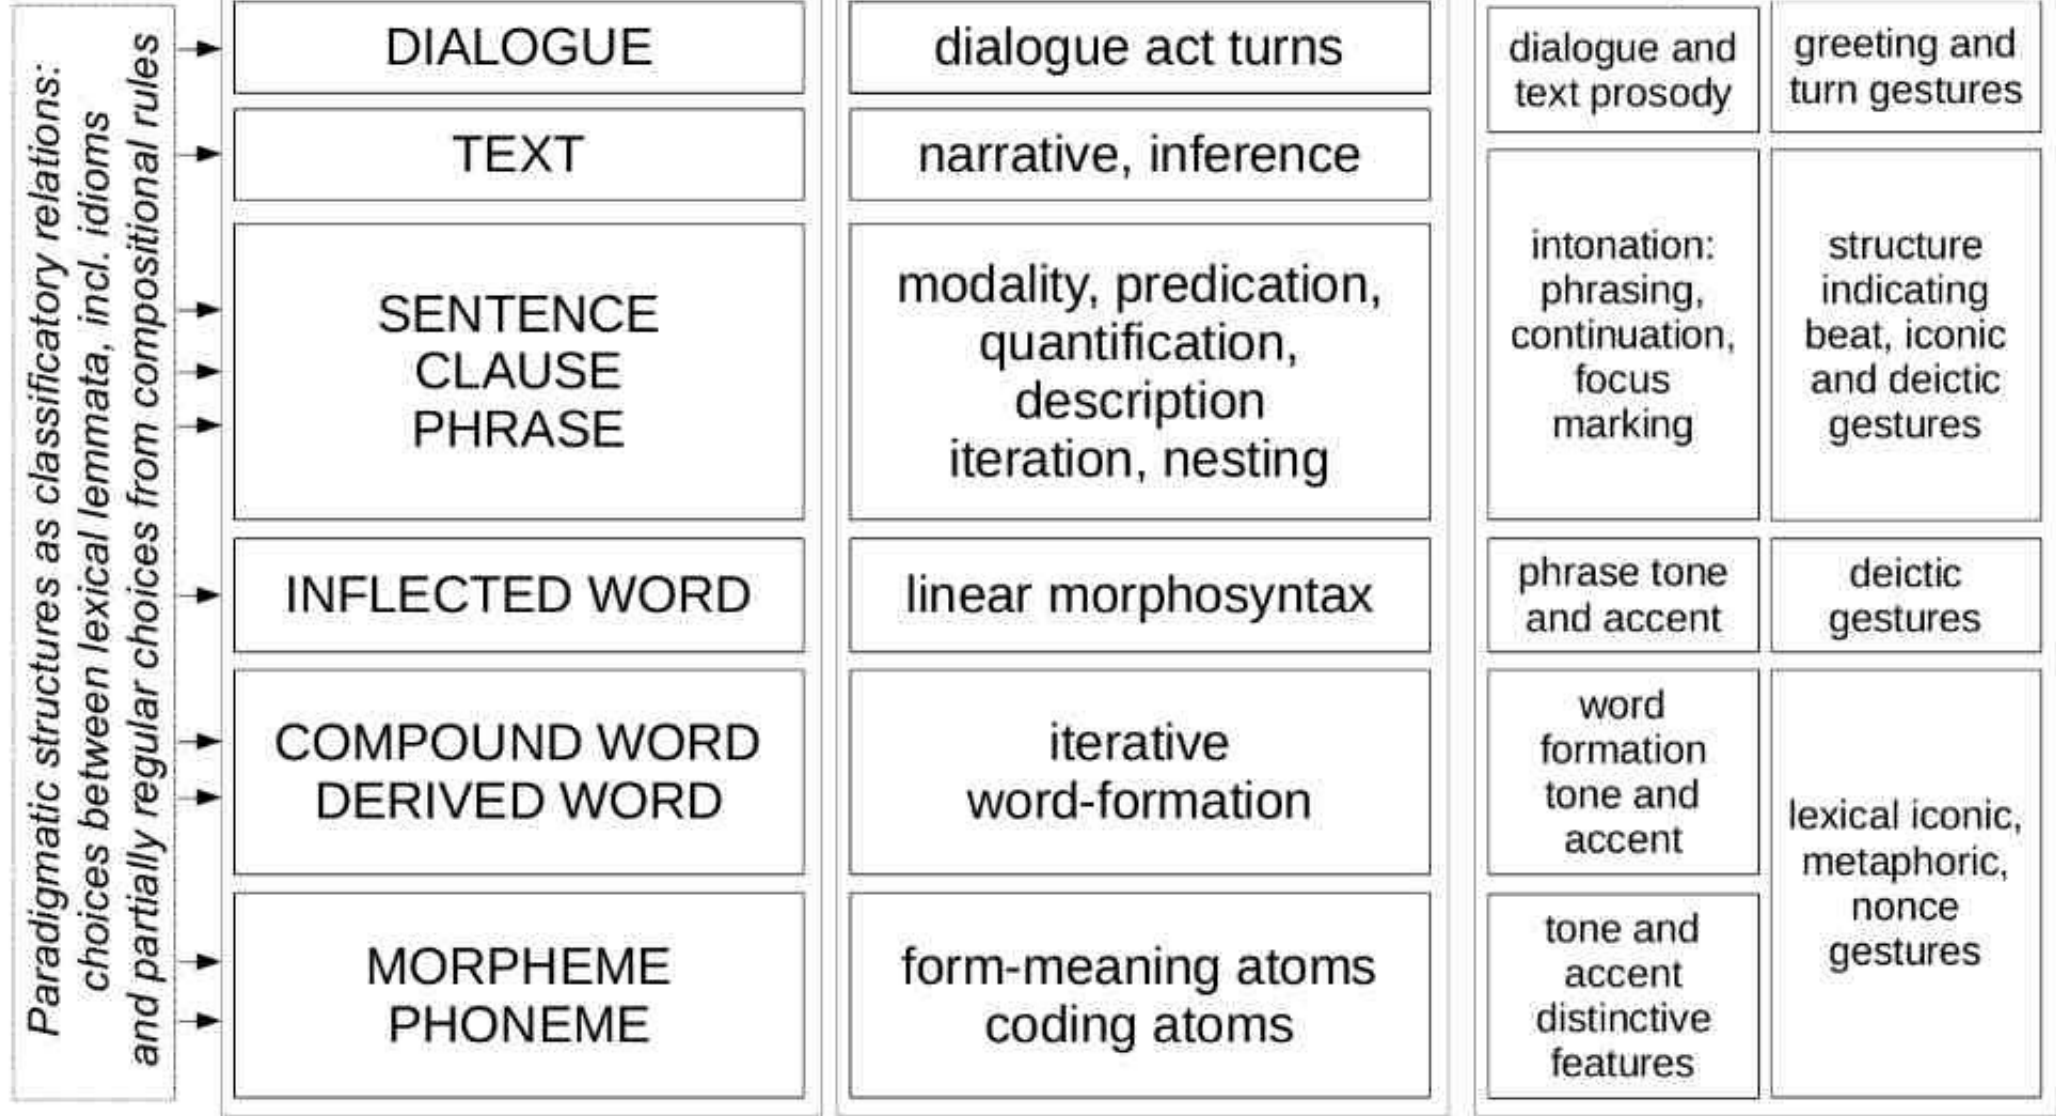 Paradigmatic structures as classificatory relations:
choices between lexical lemmata, incl. idioms
and partially regular choices from compositional rules
DIALOGUE
dialogue act turns
dialogue and
text prosody
greeting and
turn gestures
TEXT
narrative, inference
SENTENCE
CLAUSE
PHRASE
modality, predication,
quantification,
description
iteration, nesting
intonation:
phrasing,
continuation,
focus
marking
structure
indicating
beat, iconic
and deictic
gestures
INFLECTED WORD
linear morphosyntax
phrase tone
and accent
deictic
gestures
COMPOUND WORD
DERIVED WORD
iterative
word-formation
word
formation
tone and
accent
lexical iconic,
metaphoric,
nonce
gestures
MORPHEME
PHONEME
form-meaning atoms
coding atoms
tone and
accent
distinctive
features